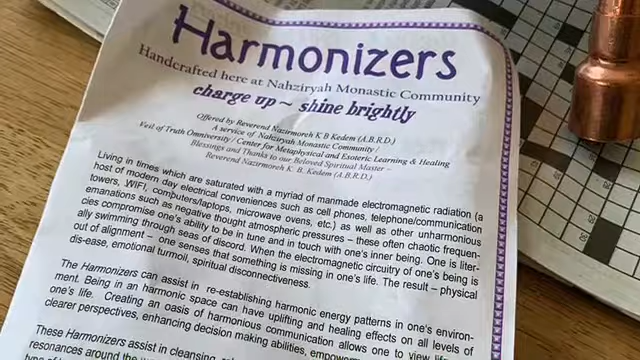 Harmonizers
Handcrafted here at Nahziryah Monastic Community
charge up ~ shine brightly
Offered by Reverend Nazirmoreh K B Kedem (A.B.R.D.)
A service of Nahziryah Monastic Community:
Veil of Truth Omniversity / Center for Metaphysical and Esoteric Learning & Healing
Blessings and Thanks to our Beloved Spiritual Master ~
Reverend Nazirmoreh K. B. Kedem (A.B.R.D.)
Living in times which are saturated with a myriad of manmade electromagnetic radiation (a
host of modern day electrical conveniences such as cell phones, telephone/communication
towers, WIFI, computers/laptops, microwave ovens, etc.) as well as other unharmonious
emanations such as negative thought atmospheric pressures – these often chaotic frequen-
cies compromise one's ability to be in tune and in touch with one's inner being. One is liter-
ally swimming through seas of discord. When the electromagnetic circuitry of one's being is
out of alignment – one senses that something is missing in one's life. The result – physical
dis-ease, emotional turmoil, spiritual disconnectiveness.
The Harmonizers can assist in re-establishing harmonic energy patterns in one's environ-
ment. Being in an harmonic space can have uplifting and healing effects on all levels of
one's life. Creating an oasis of harmonious communication allows one to view
clearer perspectives, enhancing decision making abilities,
These Harmonizers assist in cleansing,
resonances around the